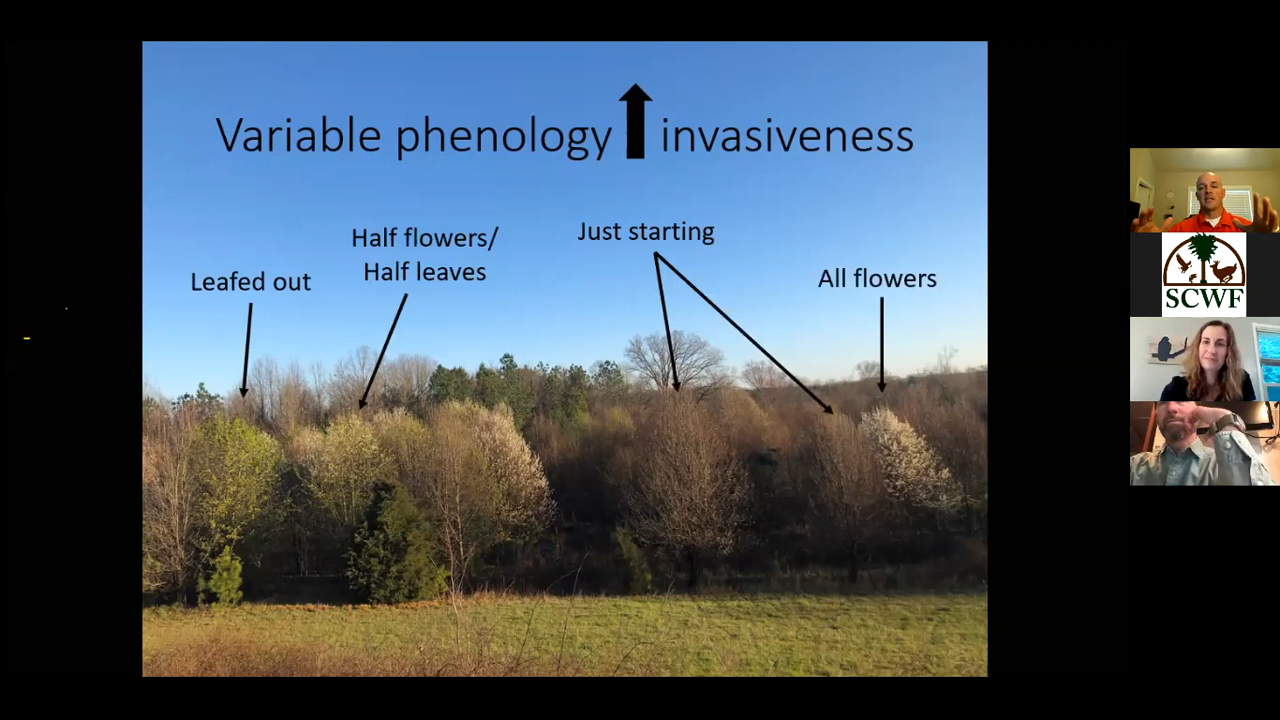 Variable phenology invasiveness
Half flowers/
Half leaves
Just starting
Leafed out
All flowers
SCWF